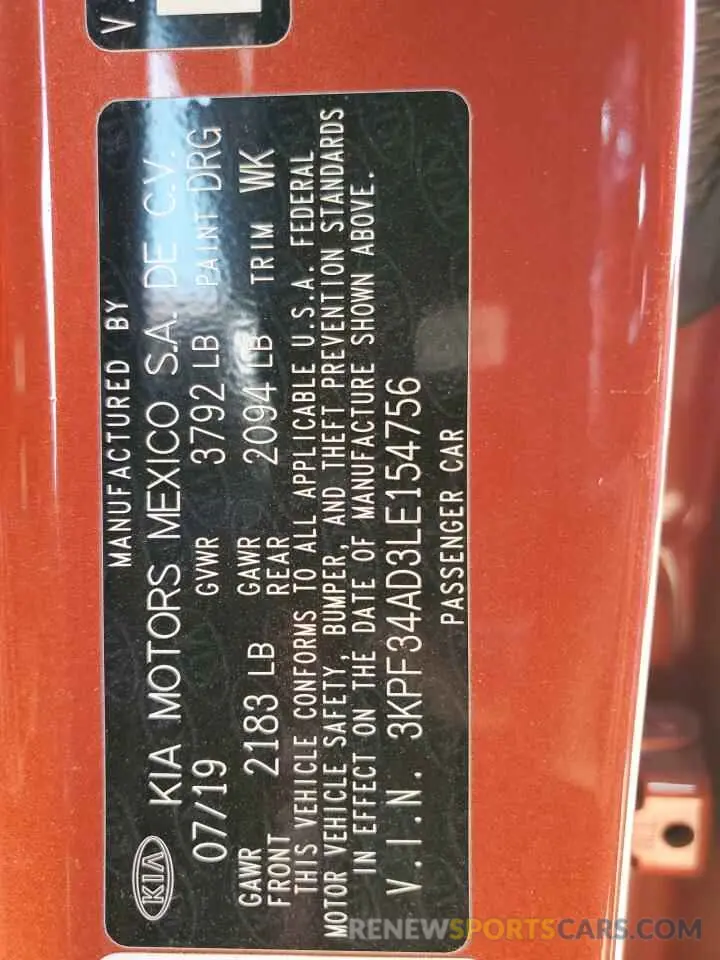 V.
MANUFACTURED BY
KIA KIA MOTORS MEXICO S.A. DE C.V.
07/19 GVWR 3792 LB PAINT DRG
GAWR FRONT 2183 LB GAWR REAR 2094 LB TRIM WK
THIS VEHICLE CONFORMS TO ALL APPLICABLE U.S.A. FEDERAL
MOTOR VEHICLE SAFETY, BUMPER, AND THEFT PREVENTION STANDARDS
IN EFFECT ON THE DATE OF MANUFACTURE SHOWN ABOVE.
V.I.N. 3KPF34AD3LE154756
PASSENGER CAR
RENEWSPORTSCARS.COM